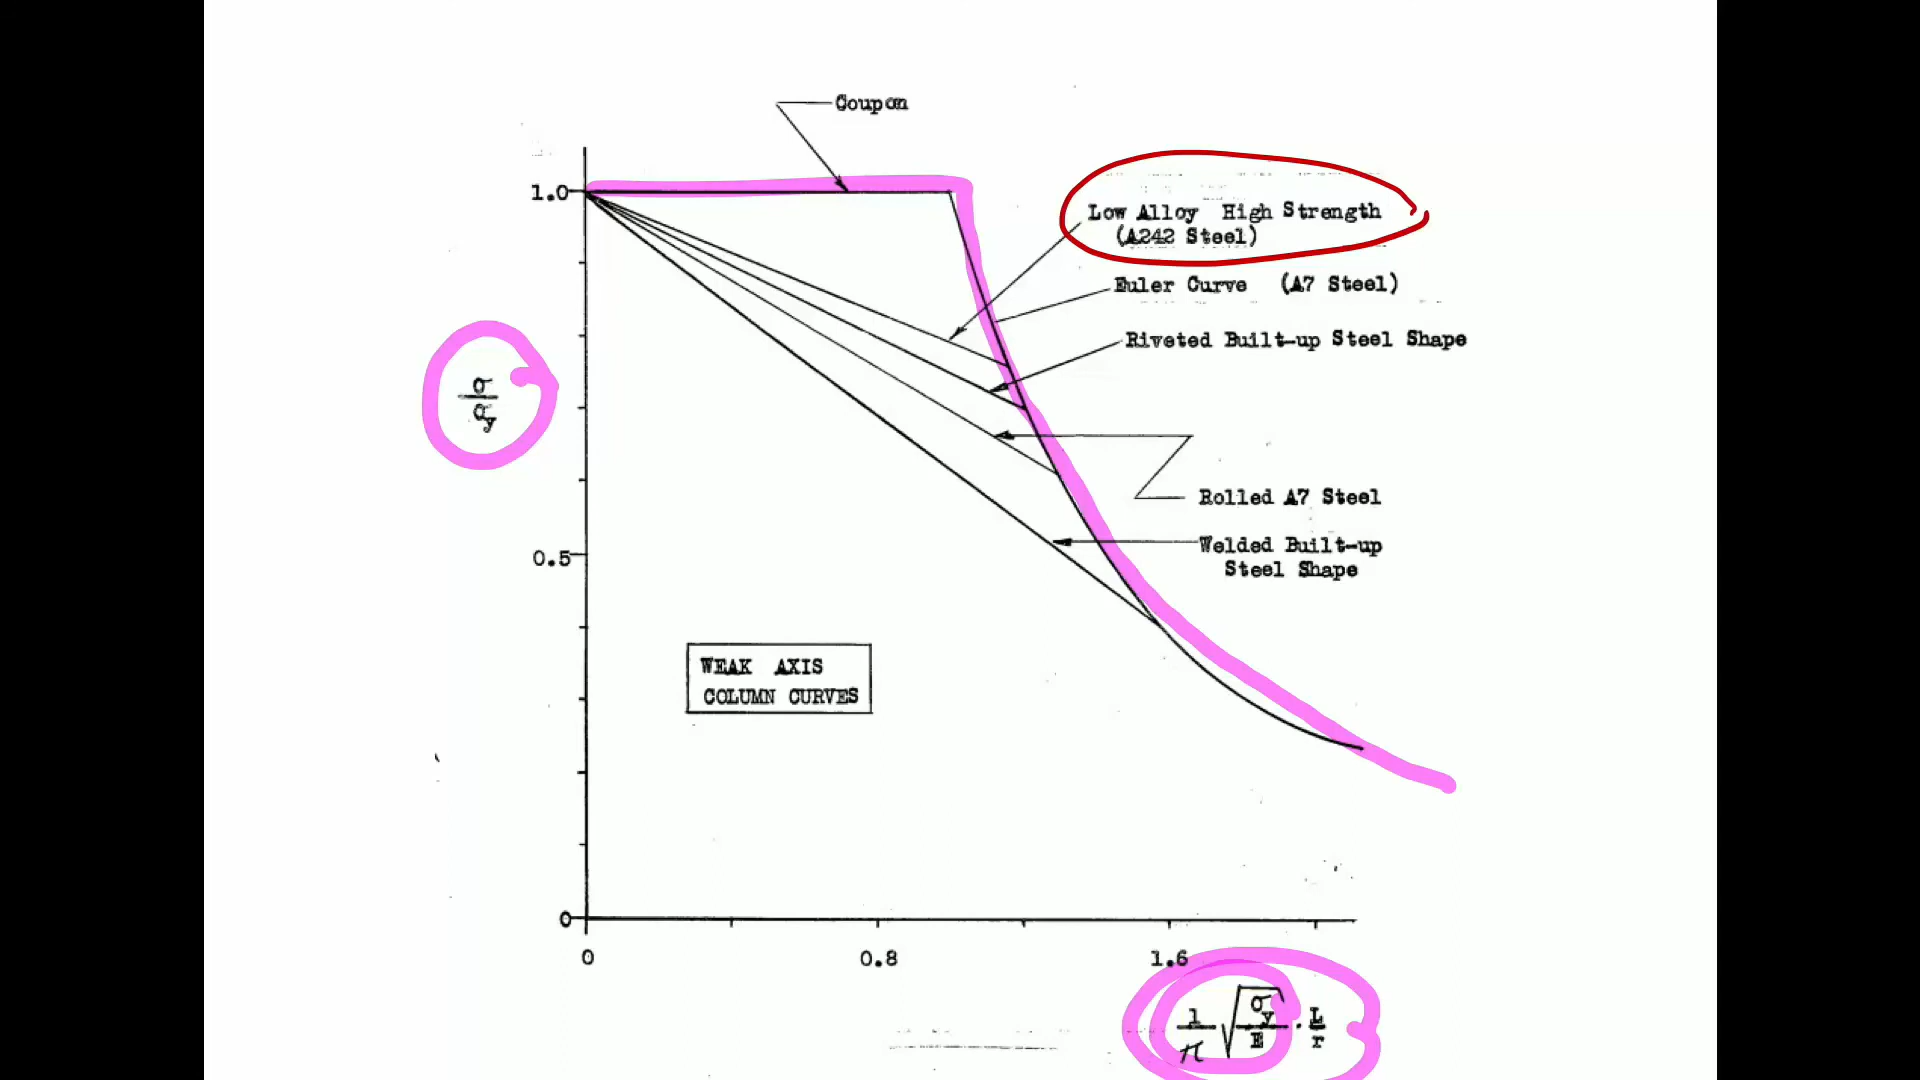 Coupon
1.0
Low Alloy High Strength
(A242 Steel)
Euler Curve (A7 Steel)
Riveted Built-up Steel Shape
σ
σy
Rolled A7 Steel
0.5
Welded Built-up
Steel Shape
WEAK AXIS
COLUMN CURVES
0
0 0.8 1.6
1/π √σy/E · L/r